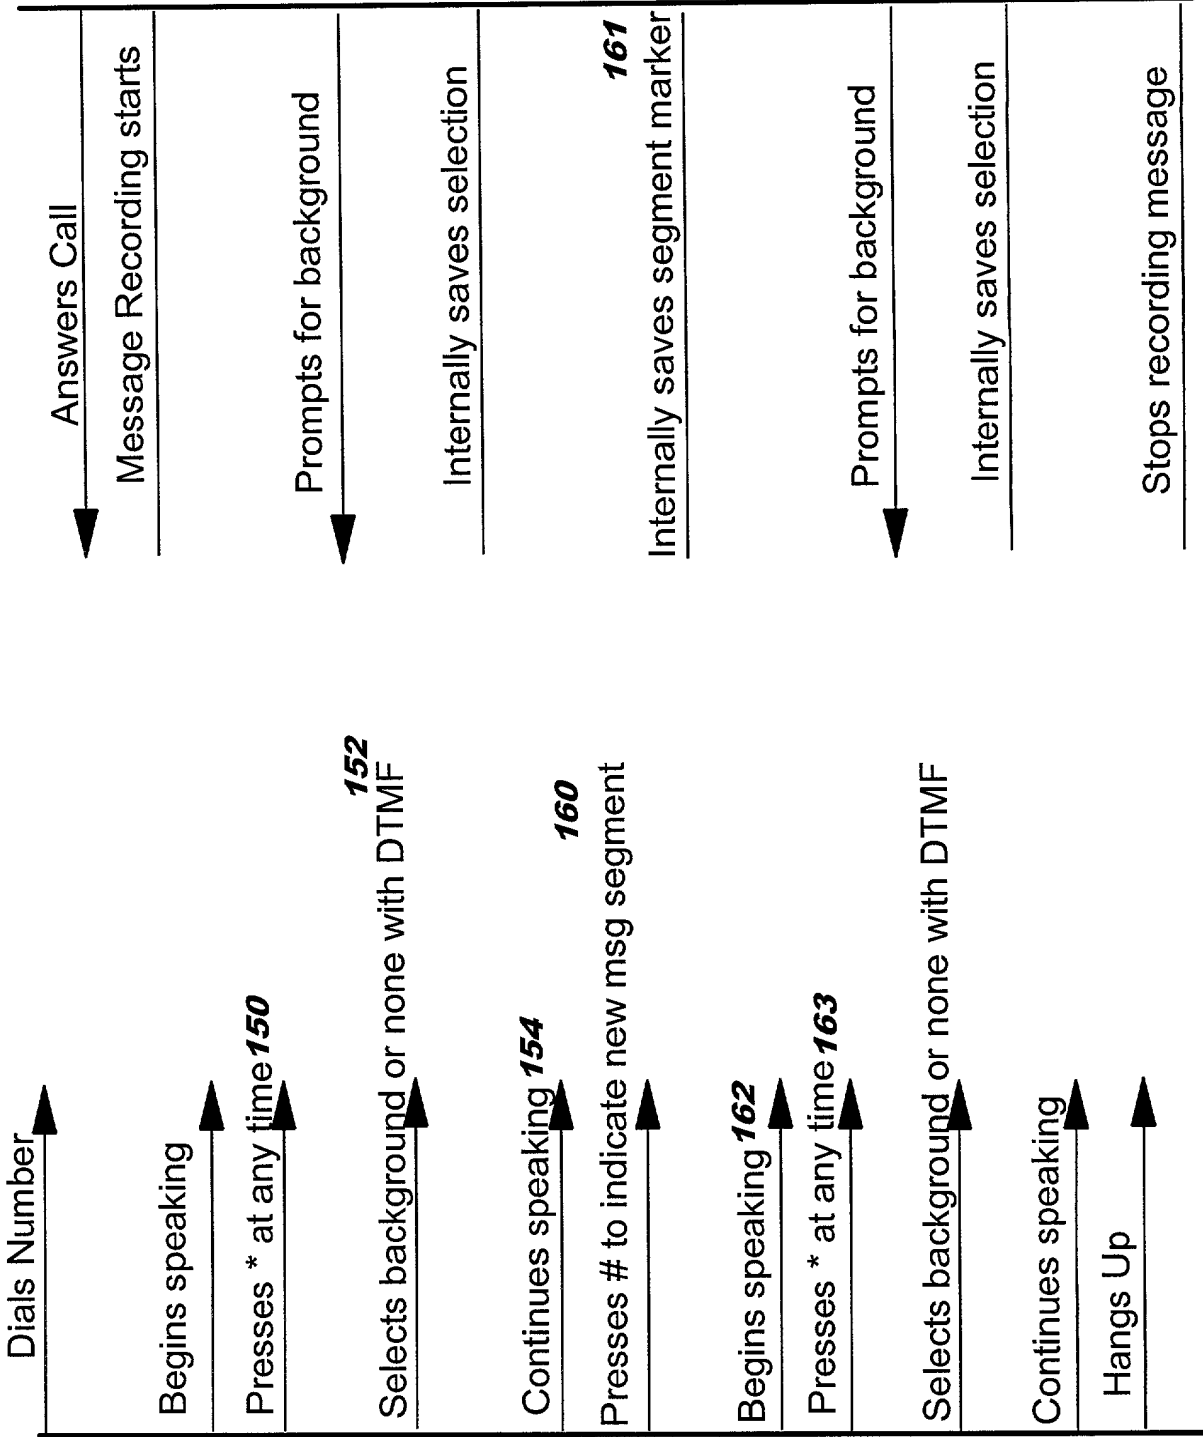 Dials Number
Answers Call
Message Recording starts
Begins speaking
Presses * at any time 150
Prompts for background
152
Selects background or none with DTMF
Internally saves selection
Continues speaking 154
160
Presses # to indicate new msg segment
161
Internally saves segment marker
Begins speaking 162
Presses * at any time 163
Prompts for background
Selects background or none with DTMF
Internally saves selection
Continues speaking
Hangs Up
Stops recording message